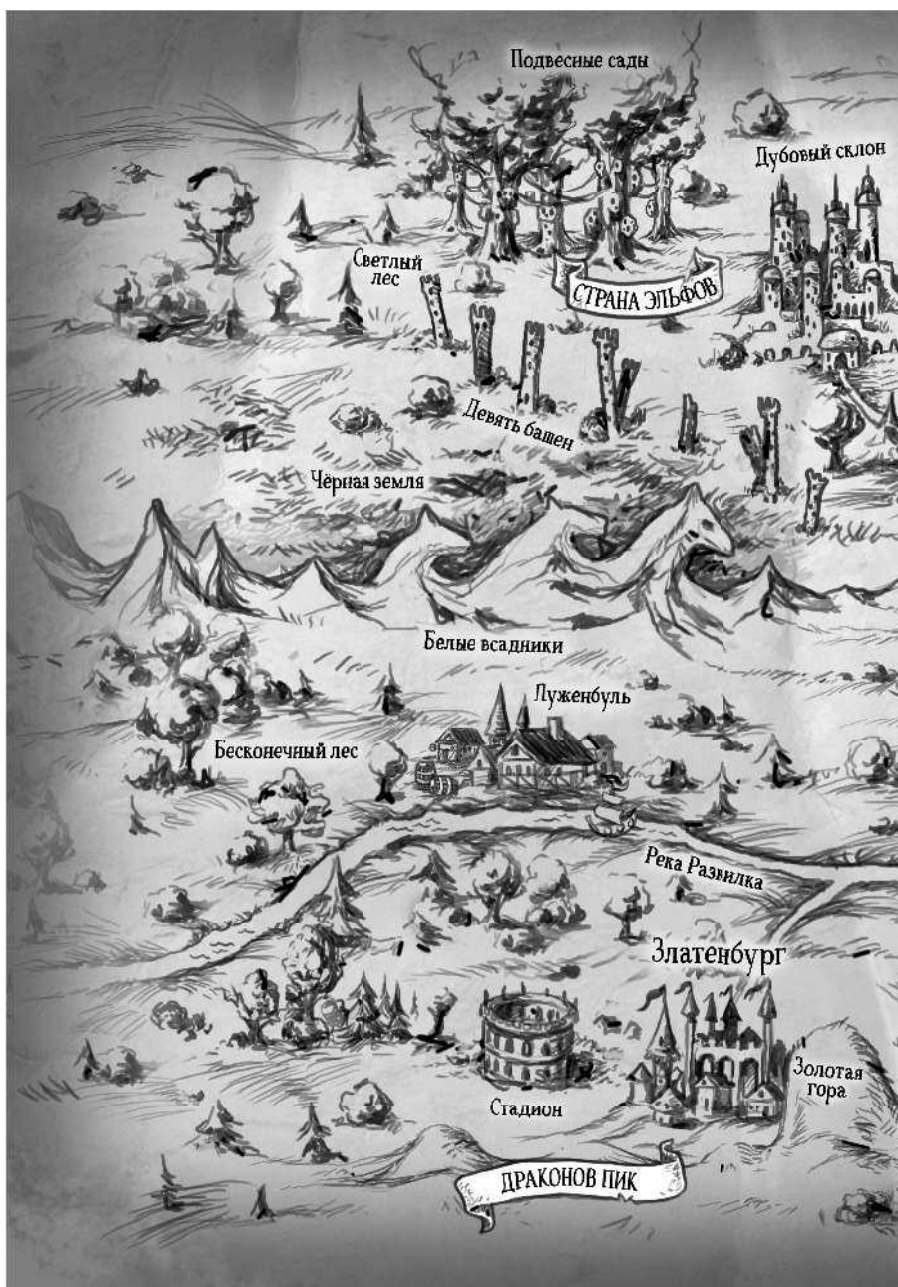 Подвесные сады
Дубовый склон
Светлый
лес
СТРАНА ЭЛЬФОВ
Девять башен
Чёрная земля
Белые всадники
Луженбуль
Бесконечный лес
Река Развилка
Златенбург
Золотая
гора
Стадион
ДРАКОНОВ ПИК